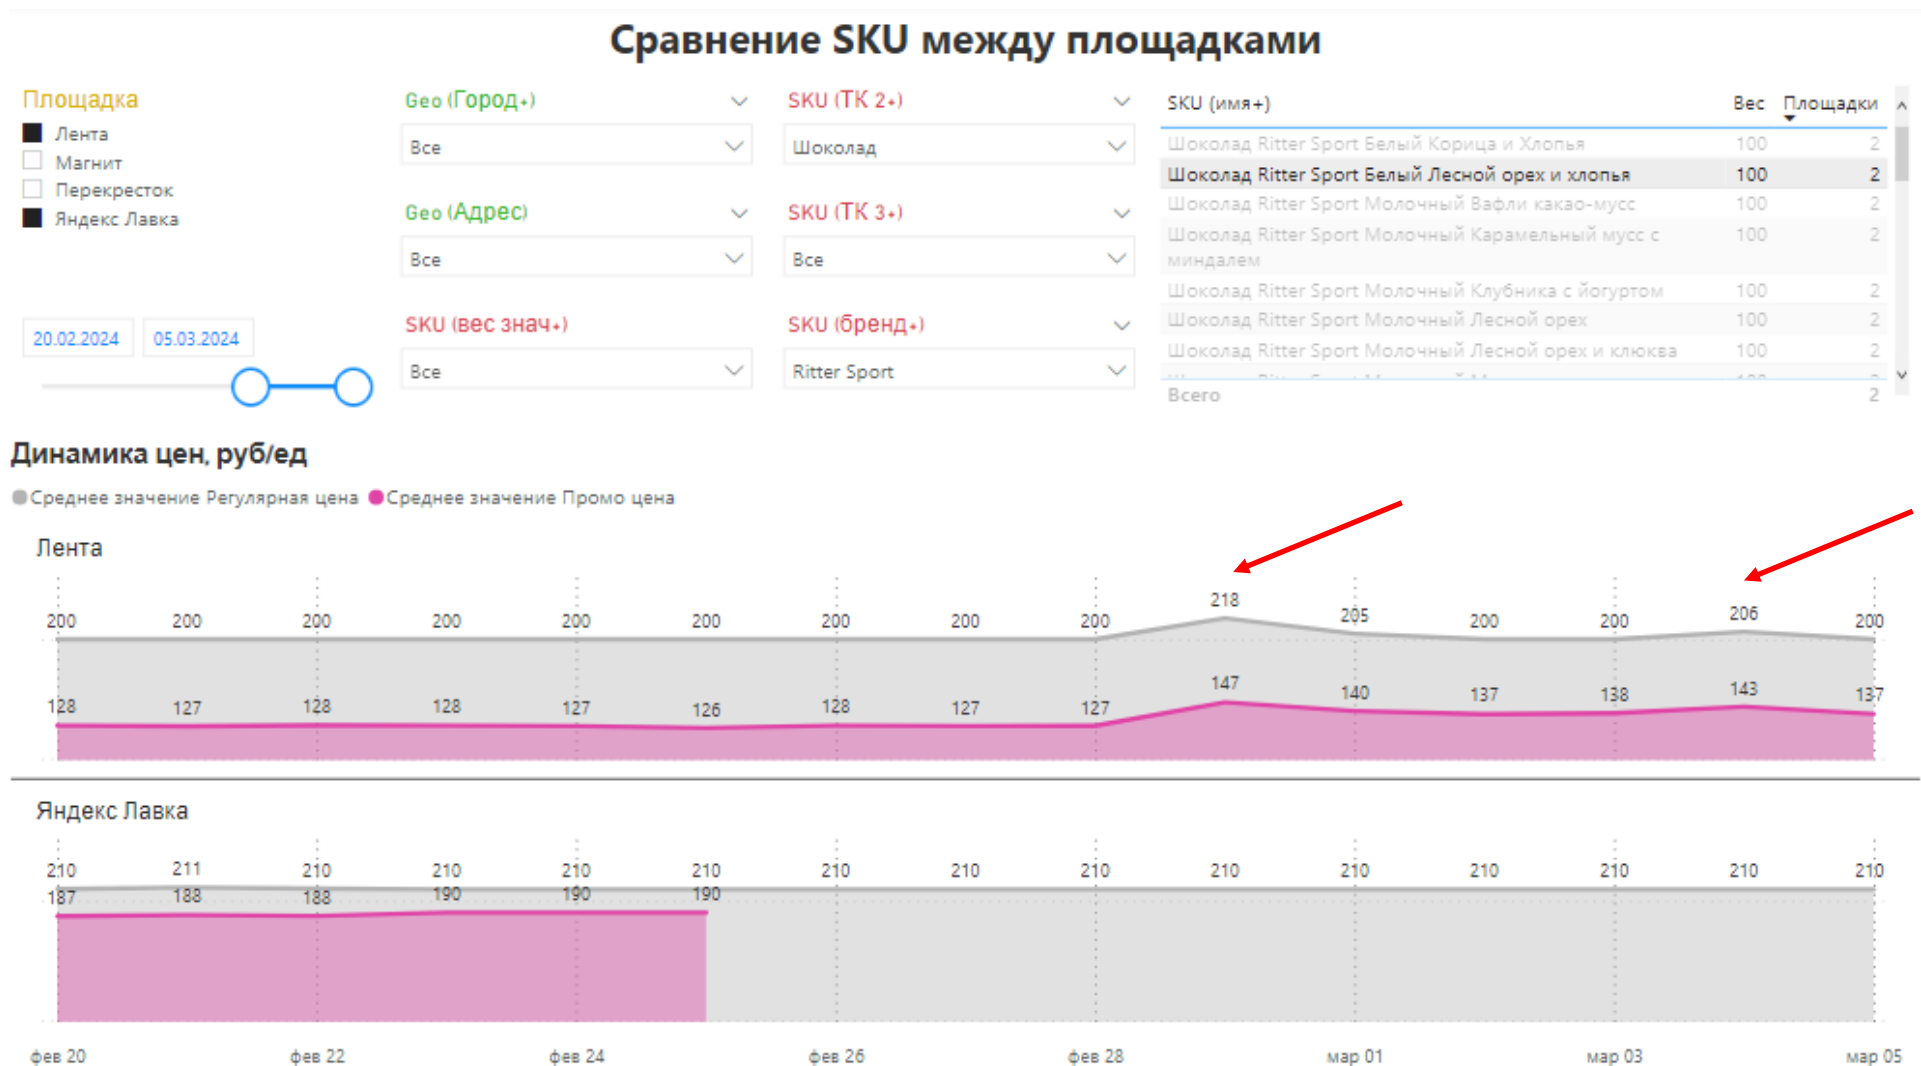 Сравнение SKU между площадками
Площадка
Лента
Магнит
Перекресток
Яндекс Лавка
20.02.2024 05.03.2024
Geo (Город+)
Все
Geo (Адрес)
Все
SKU (вес знач+)
Все
SKU (ТК 2+)
Шоколад
SKU (ТК 3+)
Все
SKU (бренд+)
Ritter Sport
SKU (имя+) Вес Площадки
Шоколад Ritter Sport Белый Корица и Хлопья 100 2
Шоколад Ritter Sport Белый Лесной орех и хлопья 100 2
Шоколад Ritter Sport Молочный Вафли какао-мусс 100 2
Шоколад Ritter Sport Молочный Карамельный мусс с 100 2
миндалем
Шоколад Ritter Sport Молочный Клубника с йогуртом 100 2
Шоколад Ritter Sport Молочный Лесной орех 100 2
Шоколад Ritter Sport Молочный Лесной орех и клюква 100 2
Всего 2
Динамика цен, руб/ед
Среднее значение Регулярная цена Среднее значение Промо цена
Лента
200 200 200 200 200 200 200 200 200 218 205 200 200 206 200
128 127 128 128 127 126 128 127 127 147 140 137 138 143 137
Яндекс Лавка
210 211 210 210 210 210 210 210 210 210 210 210 210 210 210
187 188 188 190 190 190
фев 20 фев 22 фев 24 фев 26 фев 28 мар 01 мар 03 мар 05